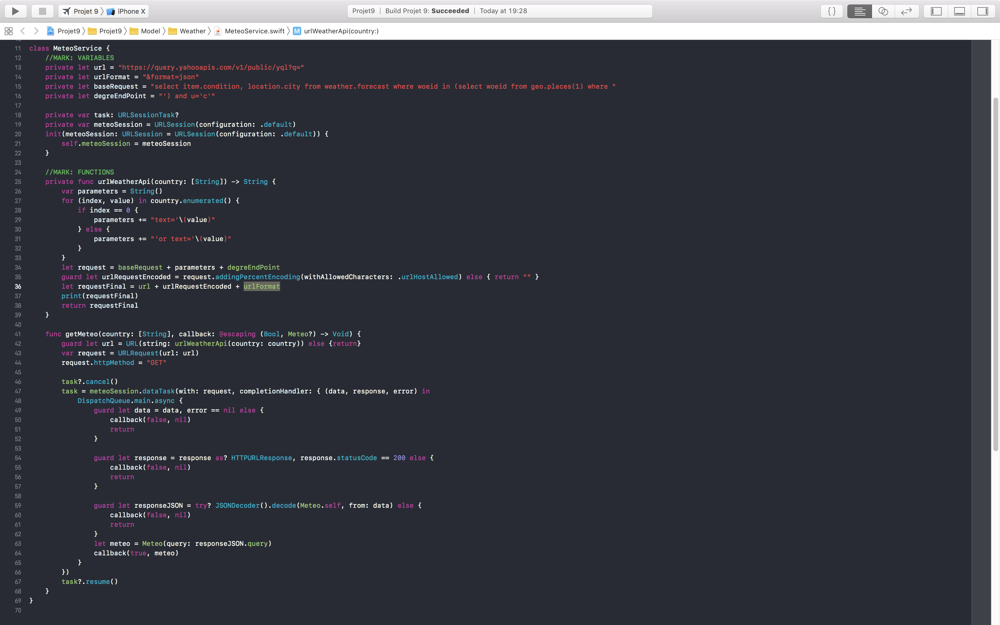 Projet 9 iPhone X Projet9 | Build Projet 9: Succeeded | Today at 19:28 { }
Projet9 Projet9 Model Weather MeteoService.swift M urlWeatherApi(country:)
11 class MeteoService {
12     //MARK: VARIABLES
13     private let url = "https://query.yahooapis.com/v1/public/yql?q="
14     private let urlFormat = "&format=json"
15     private let baseRequest = "select item.condition, location.city from weather.forecast where woeid in (select woeid from geo.places(1) where "
16     private let degreEndPoint = "') and u='c'"
17
18     private var task: URLSessionTask?
19     private var meteoSession = URLSession(configuration: .default)
20     init(meteoSession: URLSession = URLSession(configuration: .default)) {
21         self.meteoSession = meteoSession
22     }
23
24     //MARK: FUNCTIONS
25     private func urlWeatherApi(country: [String]) -> String {
26         var parameters = String()
27         for (index, value) in country.enumerated() {
28             if index == 0 {
29                 parameters += "text='\(value)"
30             } else {
31                 parameters += "'or text='\(value)"
32             }
33         }
34         let request = baseRequest + parameters + degreEndPoint
35         guard let urlRequestEncoded = request.addingPercentEncoding(withAllowedCharacters: .urlHostAllowed) else { return "" }
36         let requestFinal = url + urlRequestEncoded + urlFormat
37         print(requestFinal)
38         return requestFinal
39     }
40
41     func getMeteo(country: [String], callback: @escaping (Bool, Meteo?) -> Void) {
42         guard let url = URL(string: urlWeatherApi(country: country)) else {return}
43         var request = URLRequest(url: url)
44         request.httpMethod = "GET"
45
46         task?.cancel()
47         task = meteoSession.dataTask(with: request, completionHandler: { (data, response, error) in
48             DispatchQueue.main.async {
49                 guard let data = data, error == nil else {
50                     callback(false, nil)
51                     return
52                 }
53
54                 guard let response = response as? HTTPURLResponse, response.statusCode == 200 else {
55                     callback(false, nil)
56                     return
57                 }
58
59                 guard let responseJSON = try? JSONDecoder().decode(Meteo.self, from: data) else {
60                     callback(false, nil)
61                     return
62                 }
63                 let meteo = Meteo(query: responseJSON.query)
64                 callback(true, meteo)
65             }
66         })
67         task?.resume()
68     }
69 }
70